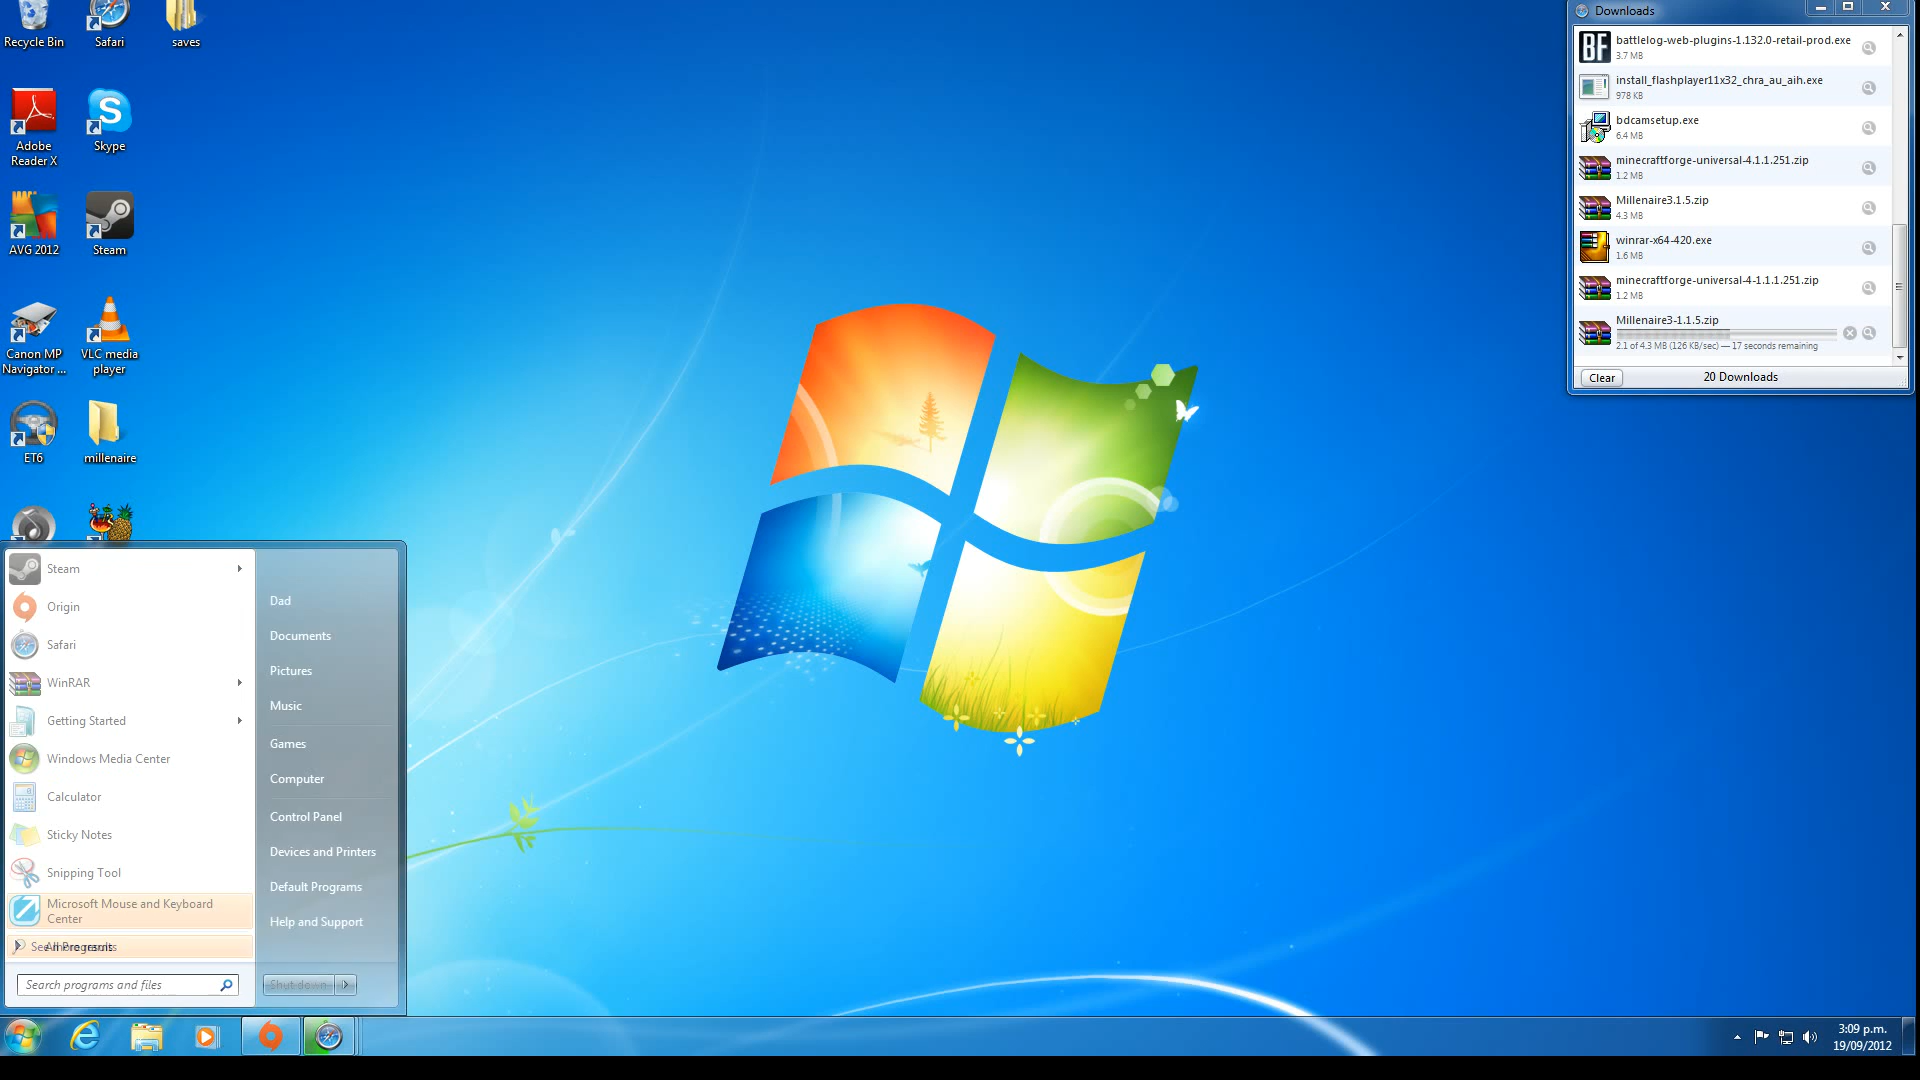 Recycle Bin
Safari
saves
Adobe
Reader X
Skype
AVG 2012
Steam
Canon MP
Navigator ...
VLC media
player
ET6
millenaire
Downloads
BF
battlelog-web-plugins-1.132.0-retail-prod.exe
3.7 MB
install_flashplayer11x32_chra_au_aih.exe
978 KB
bdcamsetup.exe
6.4 MB
minecraftforge-universal-4.1.1.251.zip
1.2 MB
Millenaire3.1.5.zip
4.3 MB
winrar-x64-420.exe
1.6 MB
minecraftforge-universal-4-1.1.1.251.zip
1.2 MB
Millenaire3-1.1.5.zip
2.1 of 4.3 MB (126 KB/sec) — 17 seconds remaining
Clear
20 Downloads
Steam
Origin
Safari
WinRAR
Getting Started
Windows Media Center
Calculator
Sticky Notes
Snipping Tool
Microsoft Mouse and Keyboard
Center
All Programs
Search programs and files
Dad
Documents
Pictures
Music
Games
Computer
Control Panel
Devices and Printers
Default Programs
Help and Support
Shut down
3:09 p.m.
19/09/2012